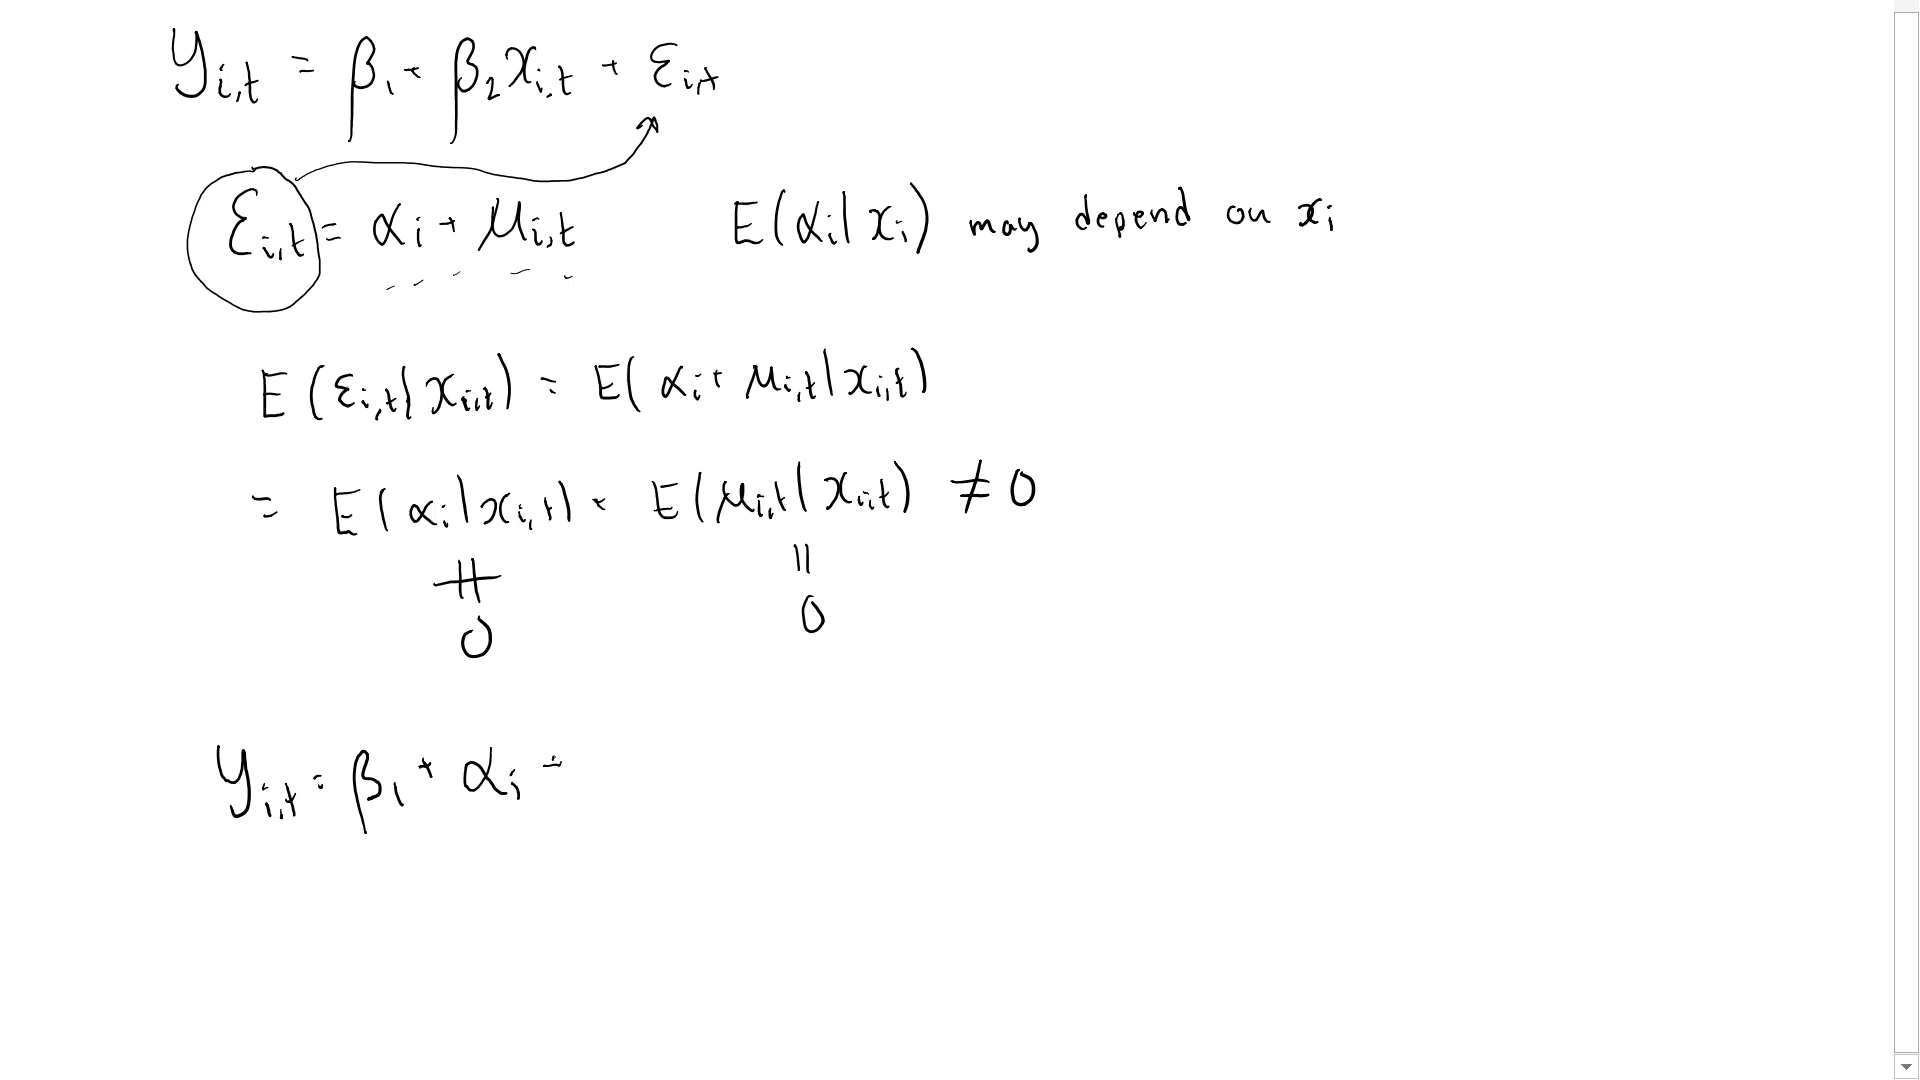 y_{i,t} = β_1 + β_2 x_{i,t} + ε_{i,t}
ε_{i,t} = α_i + μ_{i,t} E(α_i | x_i) may depend on x_i
E(ε_{i,t} | x_{i,t}) = E(α_i + μ_{i,t} | x_{i,t})
= E(α_i | x_{i,t}) + E(μ_{i,t} | x_{i,t}) ≠ 0
≠ =
0 0
y_{i,t} = β_1 + α_i +